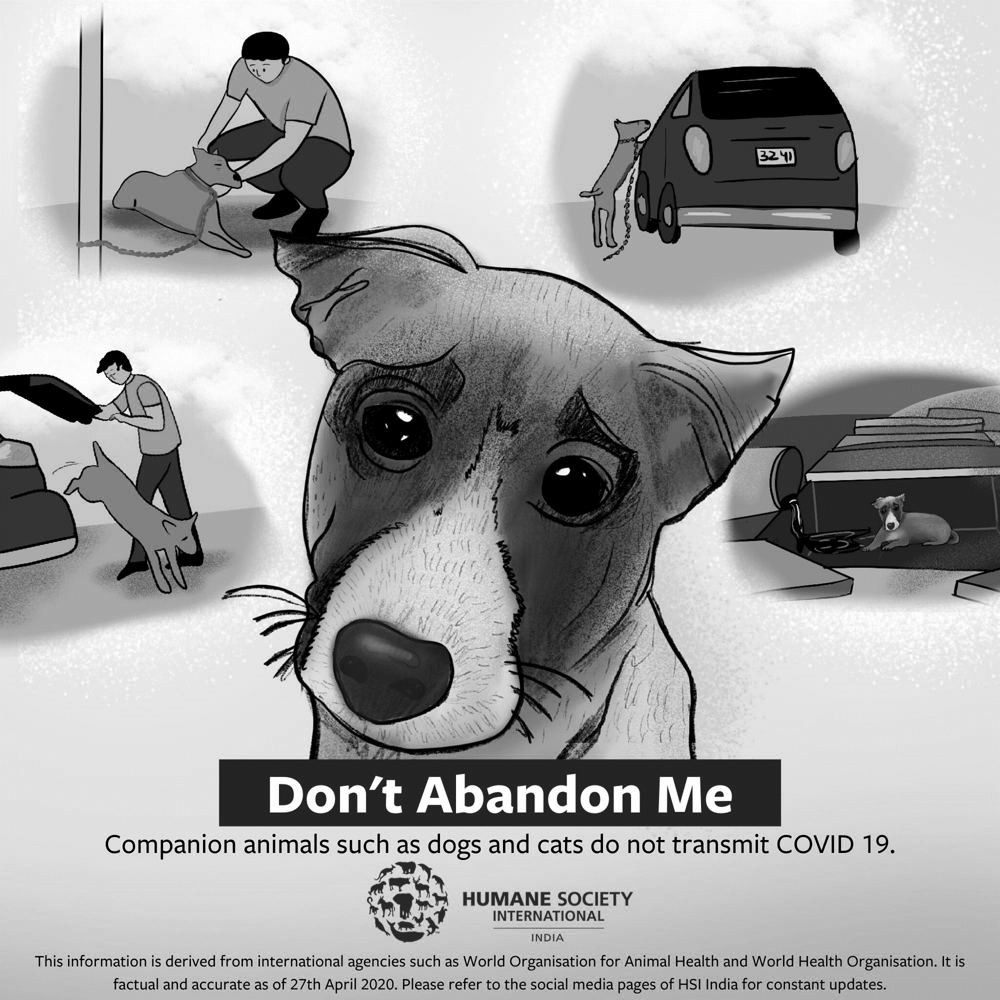 3241
Don't Abandon Me
Companion animals such as dogs and cats do not transmit COVID 19.
HUMANE SOCIETY
INTERNATIONAL
INDIA
This information is derived from international agencies such as World Organisation for Animal Health and World Health Organisation. It is
factual and accurate as of 27th April 2020. Please refer to the social media pages of HSI India for constant updates.